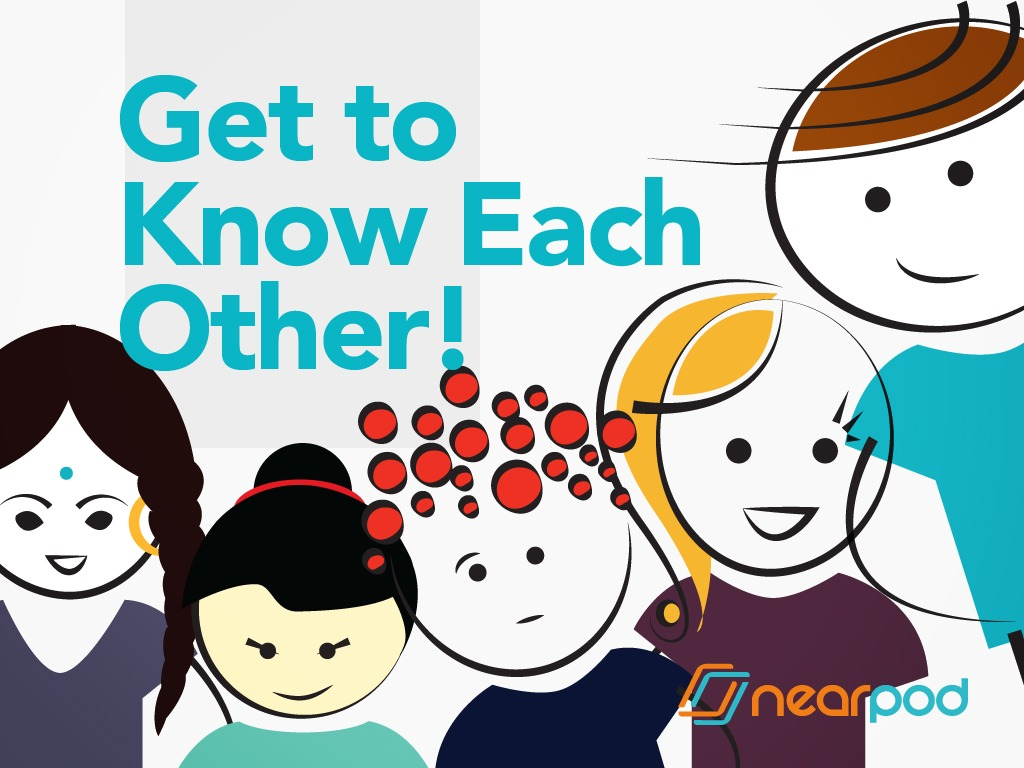 Get to
Know Each
Other!
nearpod